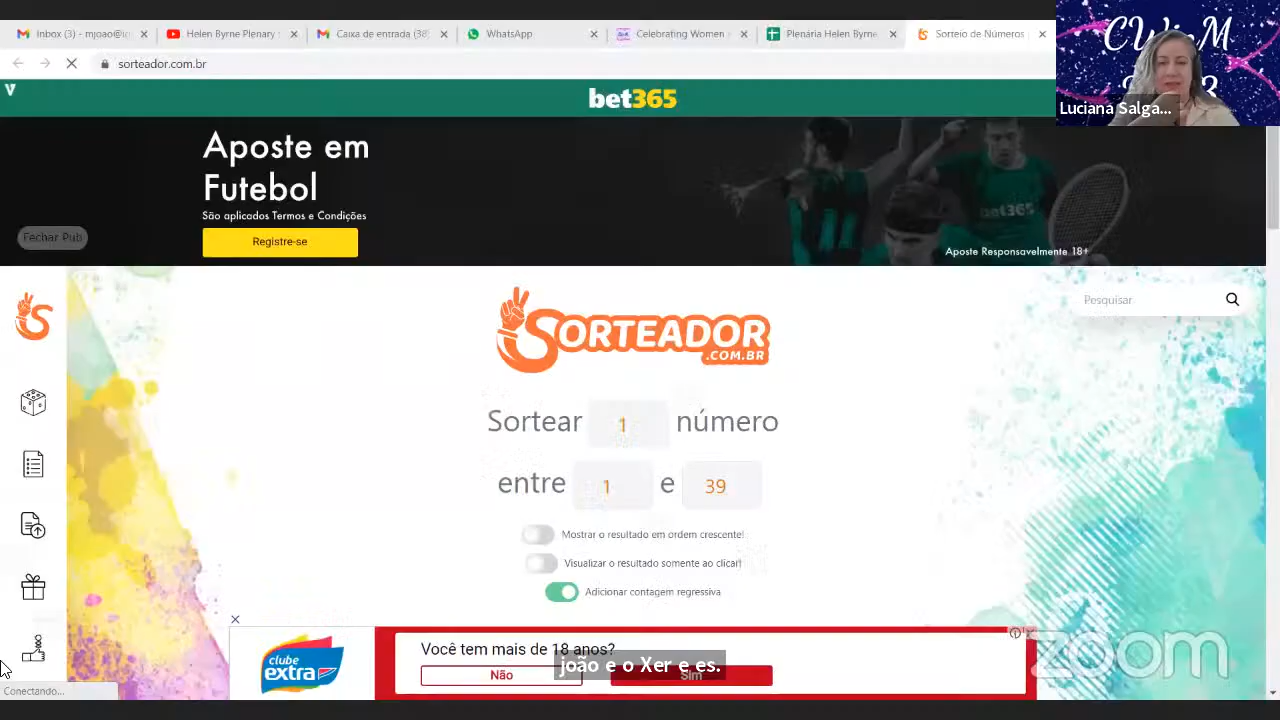 Inbox (3) - mjoao@i
Helen Byrne Plenary
Caixa de entrada (38
WhatsApp
Celebrating Women
Plenária Helen Byrne
Sorteio de Números
sorteador.com.br
CWinM
Luciana Salga...
bet365
Aposte em
Futebol
São aplicados Termos e Condições
Registre-se
Fechar Pub
bet365
Aposte Responsavelmente 18+
Pesquisar
SORTEADOR
.COM.BR
Sortear 1 número
entre 1 e 39
Mostrar o resultado em ordem crescente!
Visualizar o resultado somente ao clicar!
Adicionar contagem regressiva
clube
extra
Você tem mais de 18 anos?
Não
Sim
joão e o Xer e es.
Conectando...
zoom